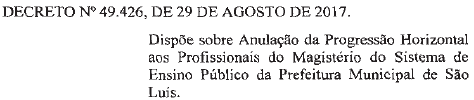 DECRETO Nº 49.426, DE 29 DE AGOSTO DE 2017.
Dispõe sobre Anulação da Progressão Horizontal
aos Profissionais do Magistério do Sistema de
Ensino Público da Prefeitura Municipal de São
Luís.